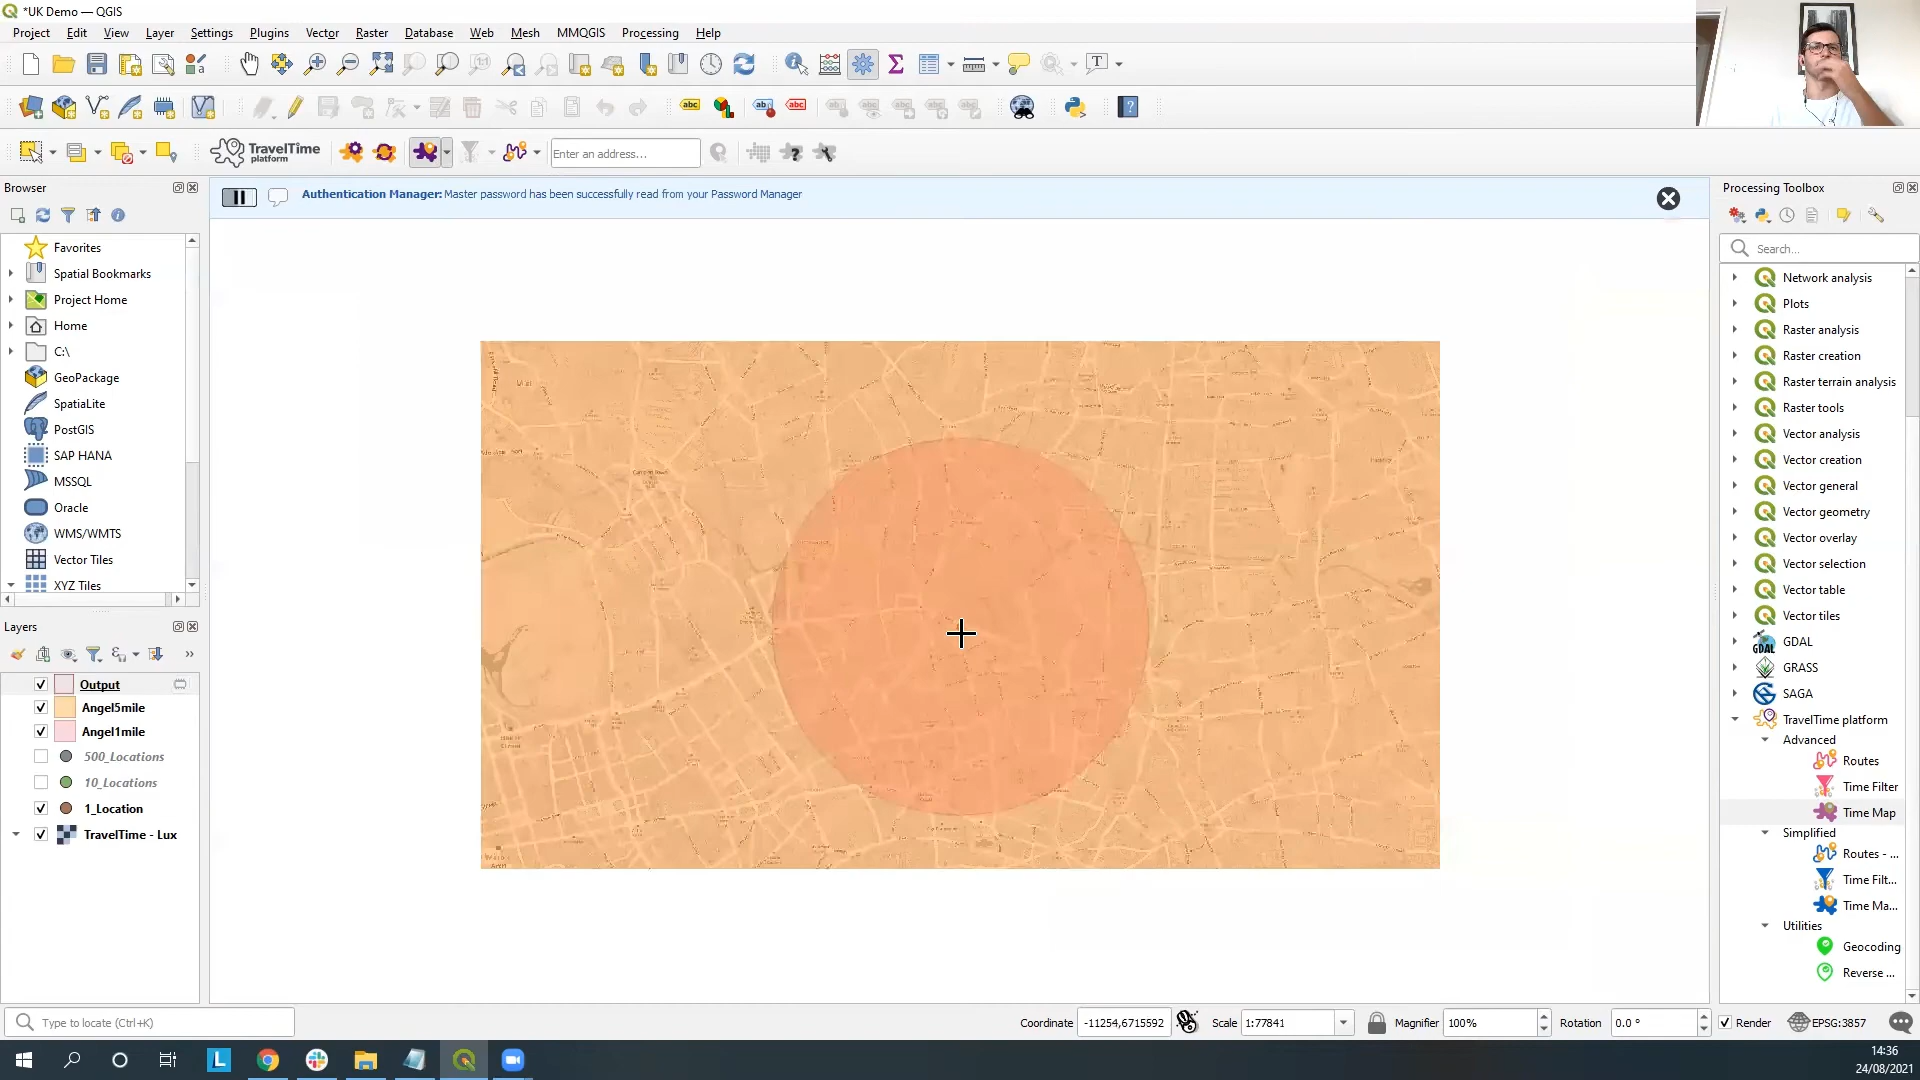 *UK Demo — QGIS
Project Edit View Layer Settings Plugins Vector Raster Database Web Mesh MMQGIS Processing Help
TravelTime platform
Enter an address...
Browser
Favorites
Spatial Bookmarks
Project Home
Home
C:\
GeoPackage
SpatiaLite
PostGIS
SAP HANA
MSSQL
Oracle
WMS/WMTS
Vector Tiles
XYZ Tiles
Layers
Output
Angel5mile
Angel1mile
500_Locations
10_Locations
1_Location
TravelTime - Lux
Authentication Manager: Master password has been successfully read from your Password Manager
Processing Toolbox
Search...
Network analysis
Plots
Raster analysis
Raster creation
Raster terrain analysis
Raster tools
Vector analysis
Vector creation
Vector general
Vector geometry
Vector overlay
Vector selection
Vector table
Vector tiles
GDAL
GRASS
SAGA
TravelTime platform
Advanced
Routes
Time Filter
Time Map
Simplified
Routes - ...
Time Filt...
Time Ma...
Utilities
Geocoding
Reverse ...
Type to locate (Ctrl+K)
Coordinate -11254,6715592 Scale 1:77841 Magnifier 100% Rotation 0.0 ° Render EPSG:3857
14:36
24/08/2021